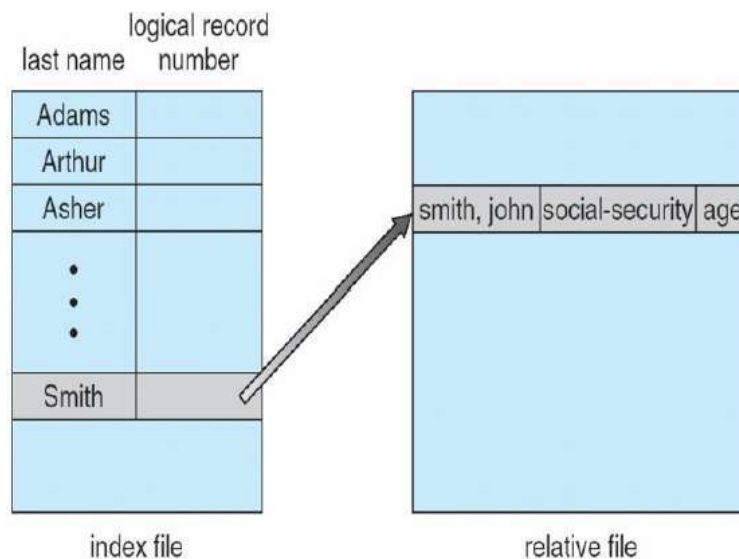 logical record
last name number
Adams
Arthur
Asher
Smith
smith, john social-security age
index file relative file